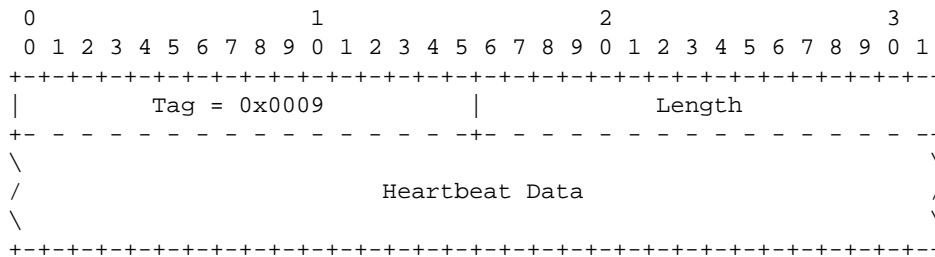 0                   1                   2                   3
 0 1 2 3 4 5 6 7 8 9 0 1 2 3 4 5 6 7 8 9 0 1 2 3 4 5 6 7 8 9 0 1
+-+-+-+-+-+-+-+-+-+-+-+-+-+-+-+-+-+-+-+-+-+-+-+-+-+-+-+-+-+-+-+-
|         Tag = 0x0009          |            Length
+- - - - - - - - - - - - - - - -+- - - - - - - - - - - - - - - --
\                                                               \
/                         Heartbeat Data                        /
\                                                               \
+-+-+-+-+-+-+-+-+-+-+-+-+-+-+-+-+-+-+-+-+-+-+-+-+-+-+-+-+-+-+-+-